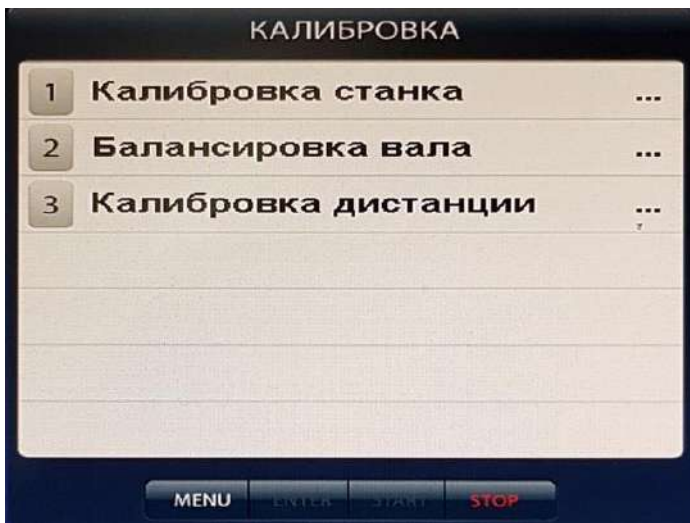 КАЛИБРОВКА
1 Калибровка станка ...
2 Балансировка вала ...
3 Калибровка дистанции ...
MENU ENTER START STOP